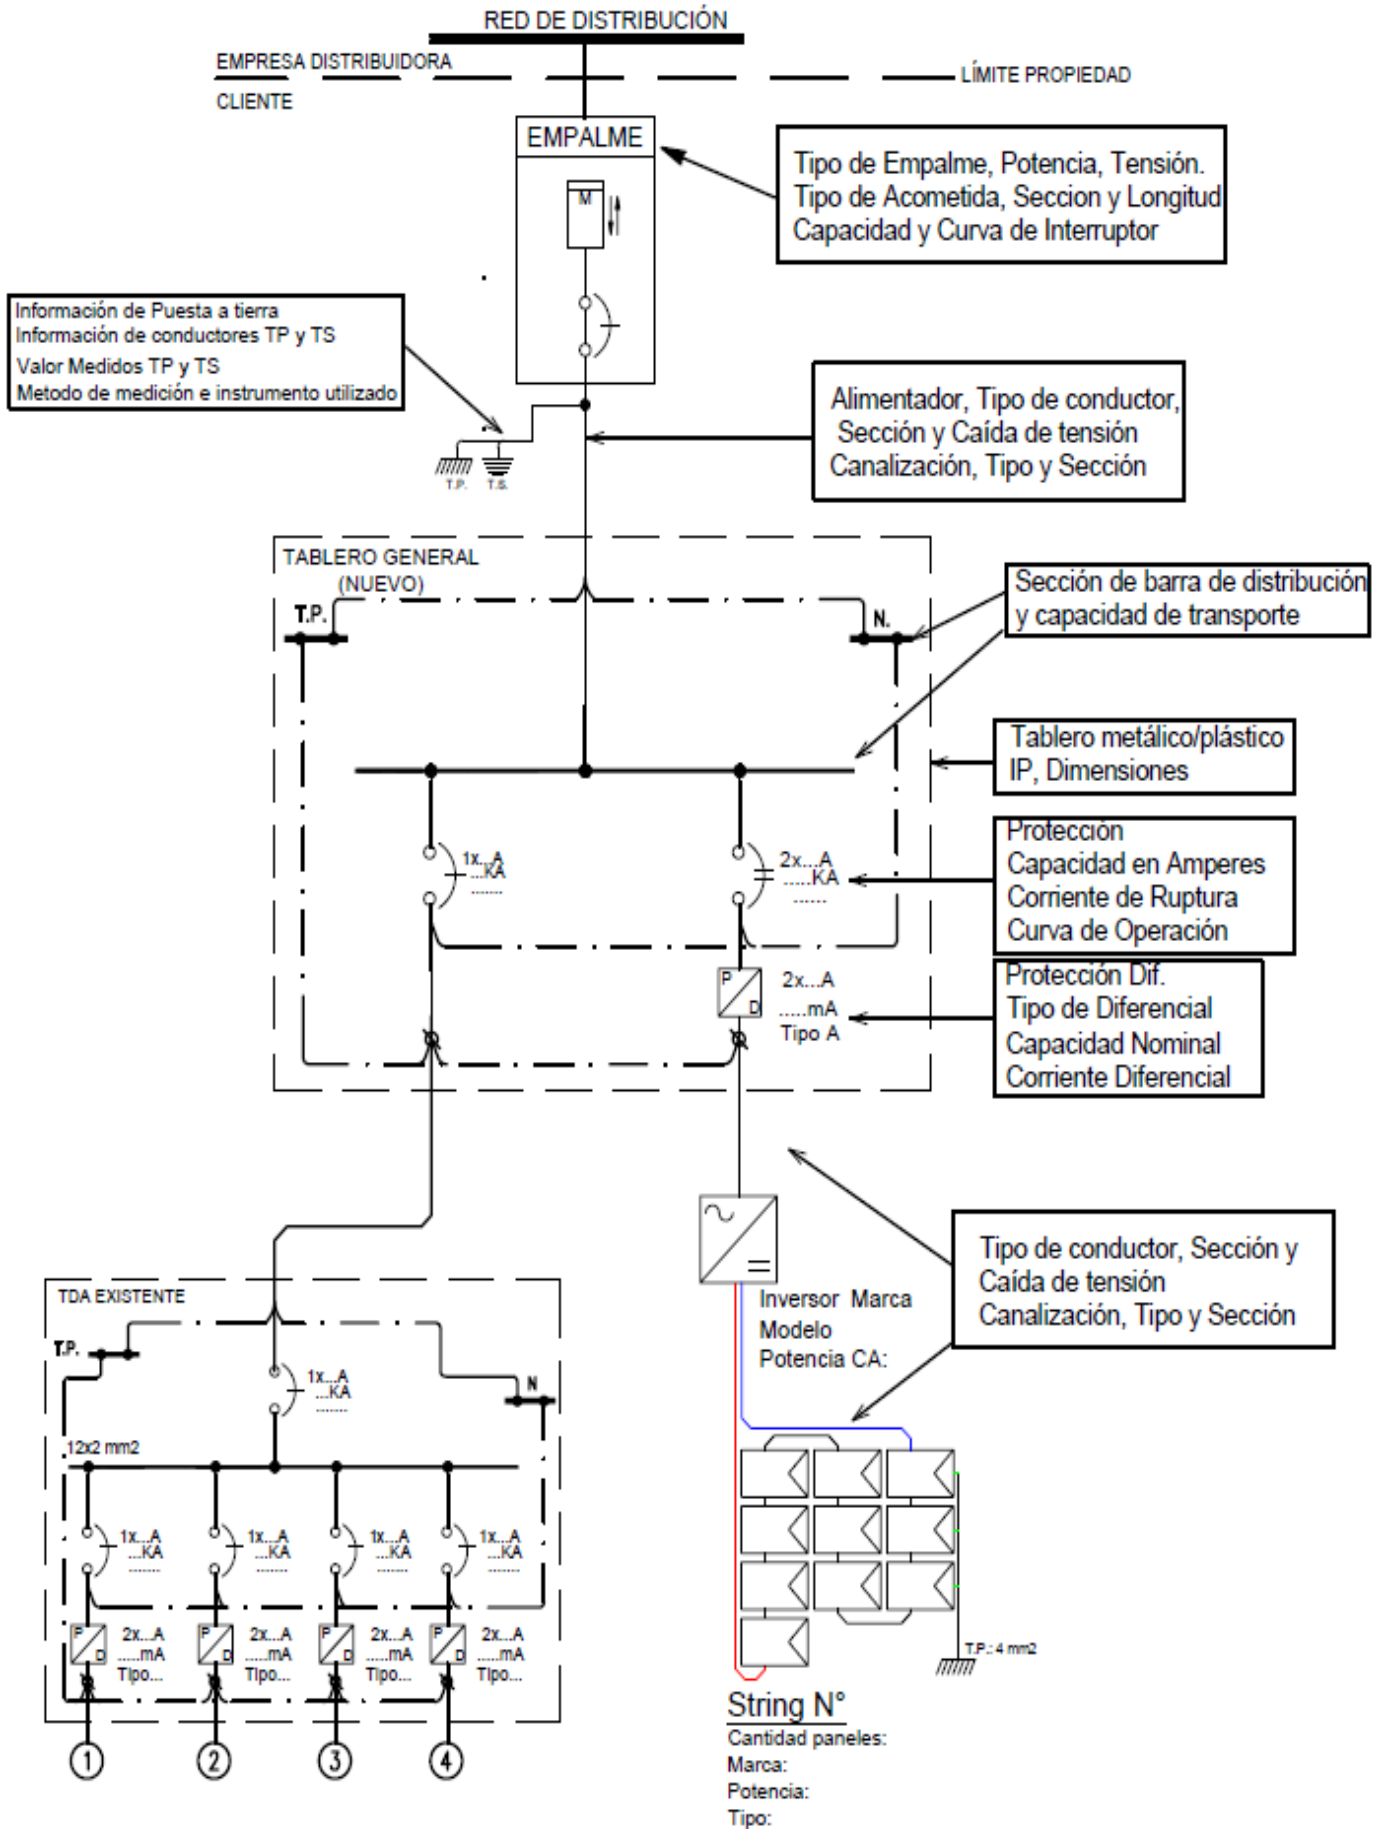 RED DE DISTRIBUCIÓN
EMPRESA DISTRIBUIDORA
LÍMITE PROPIEDAD
CLIENTE
EMPALME
M
Tipo de Empalme, Potencia, Tensión.
Tipo de Acometida, Seccion y Longitud
Capacidad y Curva de Interruptor
Información de Puesta a tierra
Información de conductores TP y TS
Valor Medidos TP y TS
Metodo de medición e instrumento utilizado
T.P.
T.S.
Alimentador, Tipo de conductor,
Sección y Caída de tensión
Canalización, Tipo y Sección
TABLERO GENERAL
(NUEVO)
T.P.
N.
Sección de barra de distribución
y capacidad de transporte
Tablero metálico/plástico
IP, Dimensiones
1x...A
...KA
........
2x...A
.....KA
.......
Protección
Capacidad en Amperes
Corriente de Ruptura
Curva de Operación
P
D
2x...A
.....mA
Tipo A
Protección Dif.
Tipo de Diferencial
Capacidad Nominal
Corriente Diferencial
Tipo de conductor, Sección y
Caída de tensión
Canalización, Tipo y Sección
Inversor Marca
Modelo
Potencia CA:
TDA EXISTENTE
T.P.
N
1x...A
...KA
........
12x2 mm2
1x...A
...KA
........
1x...A
...KA
........
1x...A
...KA
........
1x...A
...KA
........
P
D
2x...A
.....mA
Tipo...
P
D
2x...A
.....mA
Tipo...
P
D
2x...A
.....mA
Tipo...
P
D
2x...A
.....mA
Tipo...
1
2
3
4
T.P.: 4 mm2
String N°
Cantidad paneles:
Marca:
Potencia:
Tipo: